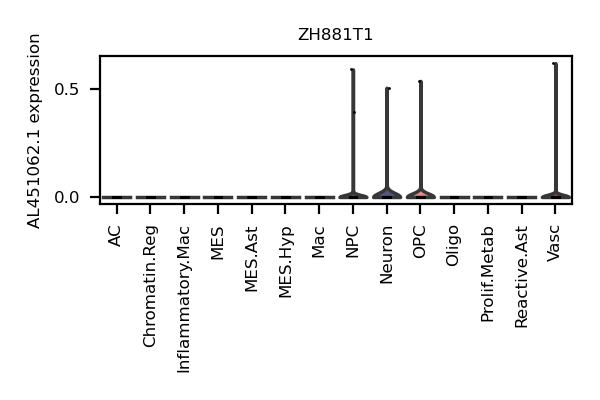 ZH881T1
AL451062.1 expression
0.5
0.0
AC
Chromatin.Reg
Inflammatory.Mac
MES
MES.Ast
MES.Hyp
Mac
NPC
Neuron
OPC
Oligo
Prolif.Metab
Reactive.Ast
Vasc